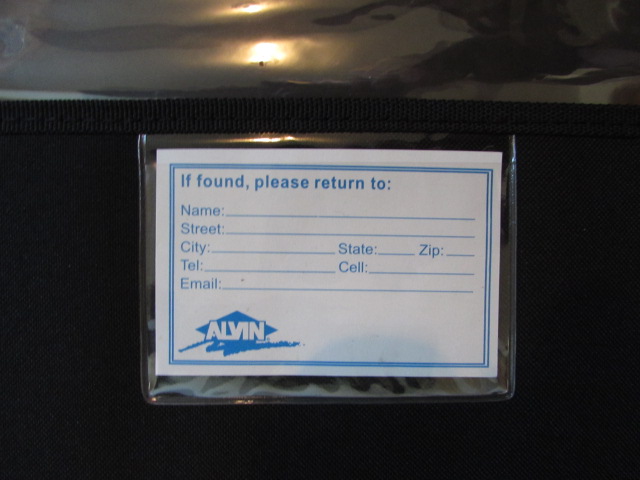 If found, please return to:
Name:
Street:
City: State: Zip:
Tel: Cell:
Email:
ALVIN